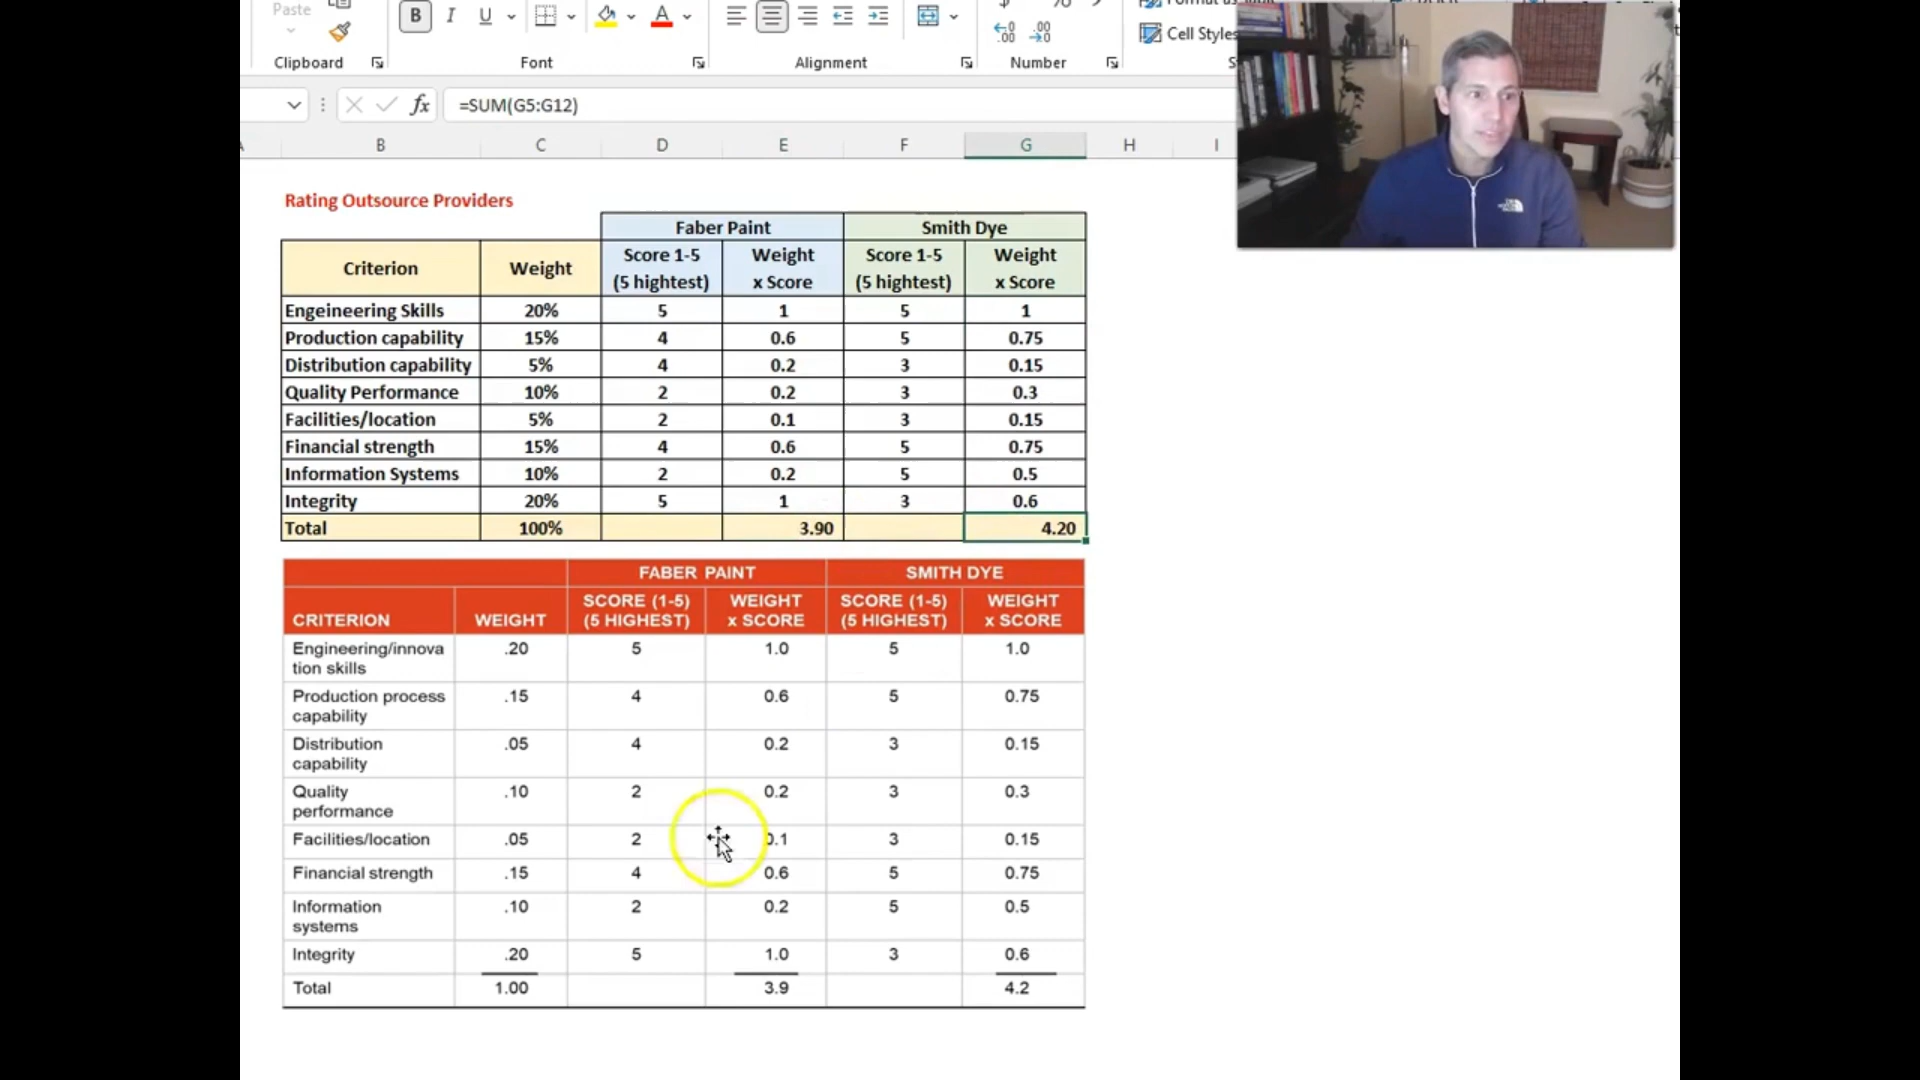 Paste
B I U A
Cell Styles
Clipboard Font Alignment Number
fx =SUM(G5:G12)
B C D E F G H I
Rating Outsource Providers
Faber Paint Smith Dye
Criterion Weight Score 1-5 (5 hightest) Weight x Score Score 1-5 (5 hightest) Weight x Score
Engeineering Skills 20% 5 1 5 1
Production capability 15% 4 0.6 5 0.75
Distribution capability 5% 4 0.2 3 0.15
Quality Performance 10% 2 0.2 3 0.3
Facilities/location 5% 2 0.1 3 0.15
Financial strength 15% 4 0.6 5 0.75
Information Systems 10% 2 0.2 5 0.5
Integrity 20% 5 1 3 0.6
Total 100% 3.90 4.20
FABER PAINT SMITH DYE
CRITERION WEIGHT SCORE (1-5) (5 HIGHEST) WEIGHT x SCORE SCORE (1-5) (5 HIGHEST) WEIGHT x SCORE
Engineering/innova
tion skills .20 5 1.0 5 1.0
Production process
capability .15 4 0.6 5 0.75
Distribution
capability .05 4 0.2 3 0.15
Quality
performance .10 2 0.2 3 0.3
Facilities/location .05 2 0.1 3 0.15
Financial strength .15 4 0.6 5 0.75
Information
systems .10 2 0.2 5 0.5
Integrity .20 5 1.0 3 0.6
Total 1.00 3.9 4.2